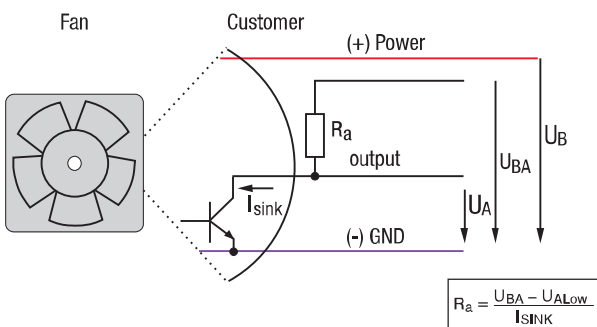 Fan
Customer
(+) Power
Ra
output
UB
UBA
UA
Isink
(-) GND
Ra = UBA – UALow
ISINK